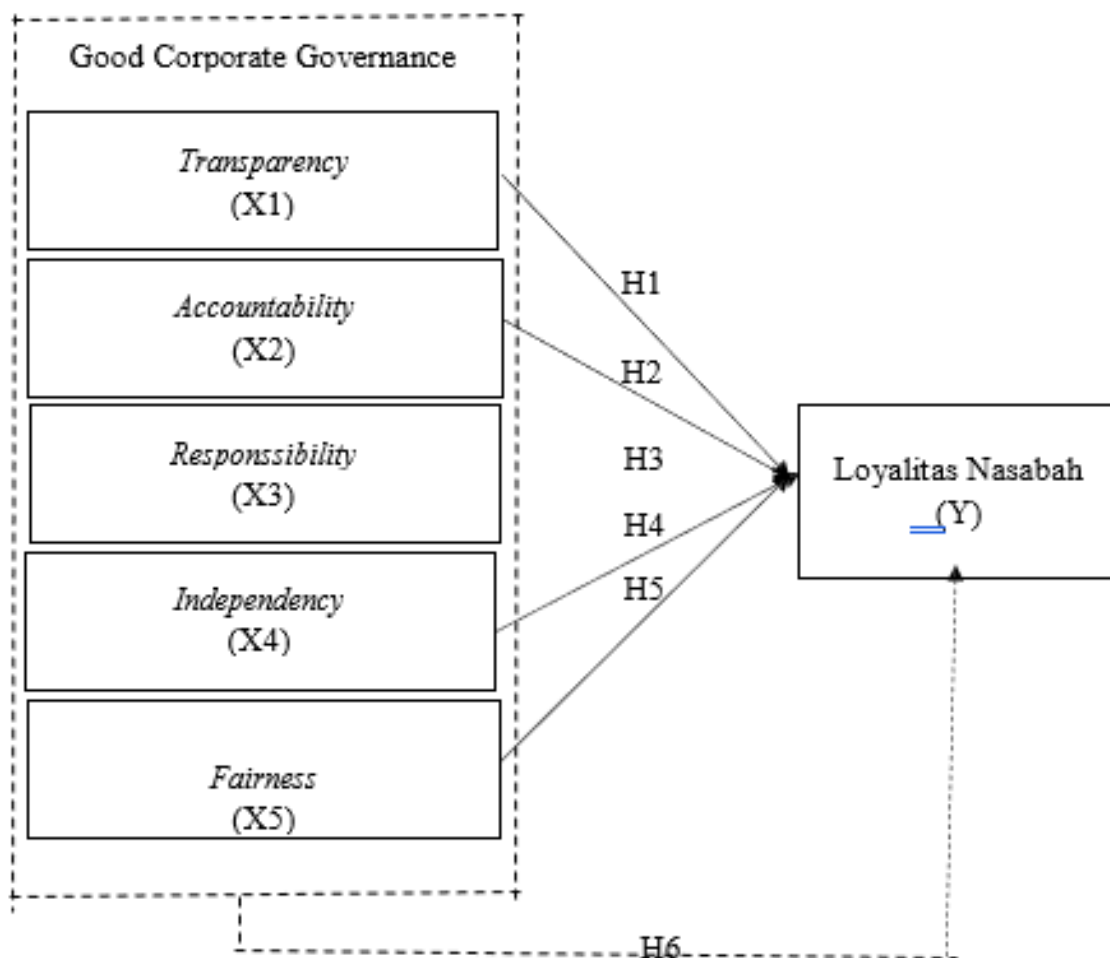 Good Corporate Governance
Transparency
(X1)
Accountability
(X2)
Responssibility
(X3)
Independency
(X4)
Fairness
(X5)
H1
H2
H3
H4
H5
Loyalitas Nasabah
(Y)
H6